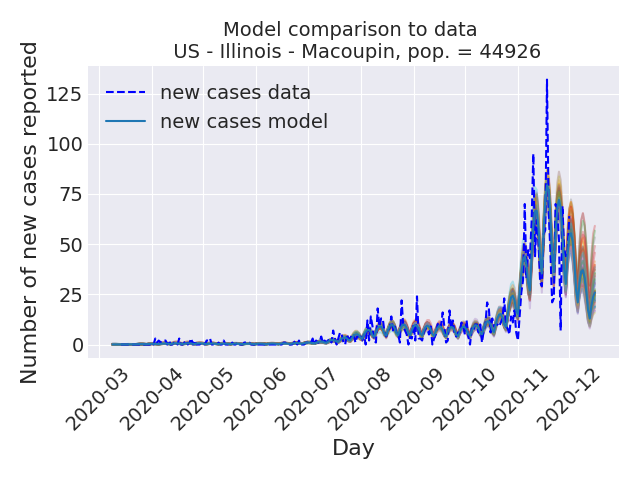 Model comparison to data
US - Illinois - Macoupin, pop. = 44926
Number of new cases reported
125
100
75
50
25
0
new cases data
new cases model
2020-03
2020-04
2020-05
2020-06
2020-07
2020-08
2020-09
2020-10
2020-11
2020-12
Day